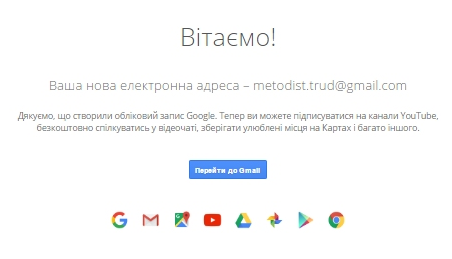 Вітаємо!
Ваша нова електронна адреса – metodist.trud@gmail.com
Дякуємо, що створили обліковий запис Google. Тепер ви можете підписуватися на канали YouTube,
безкоштовно спілкуватись у відеочаті, зберігати улюблені місця на Картах і багато іншого.
Перейти до Gmail